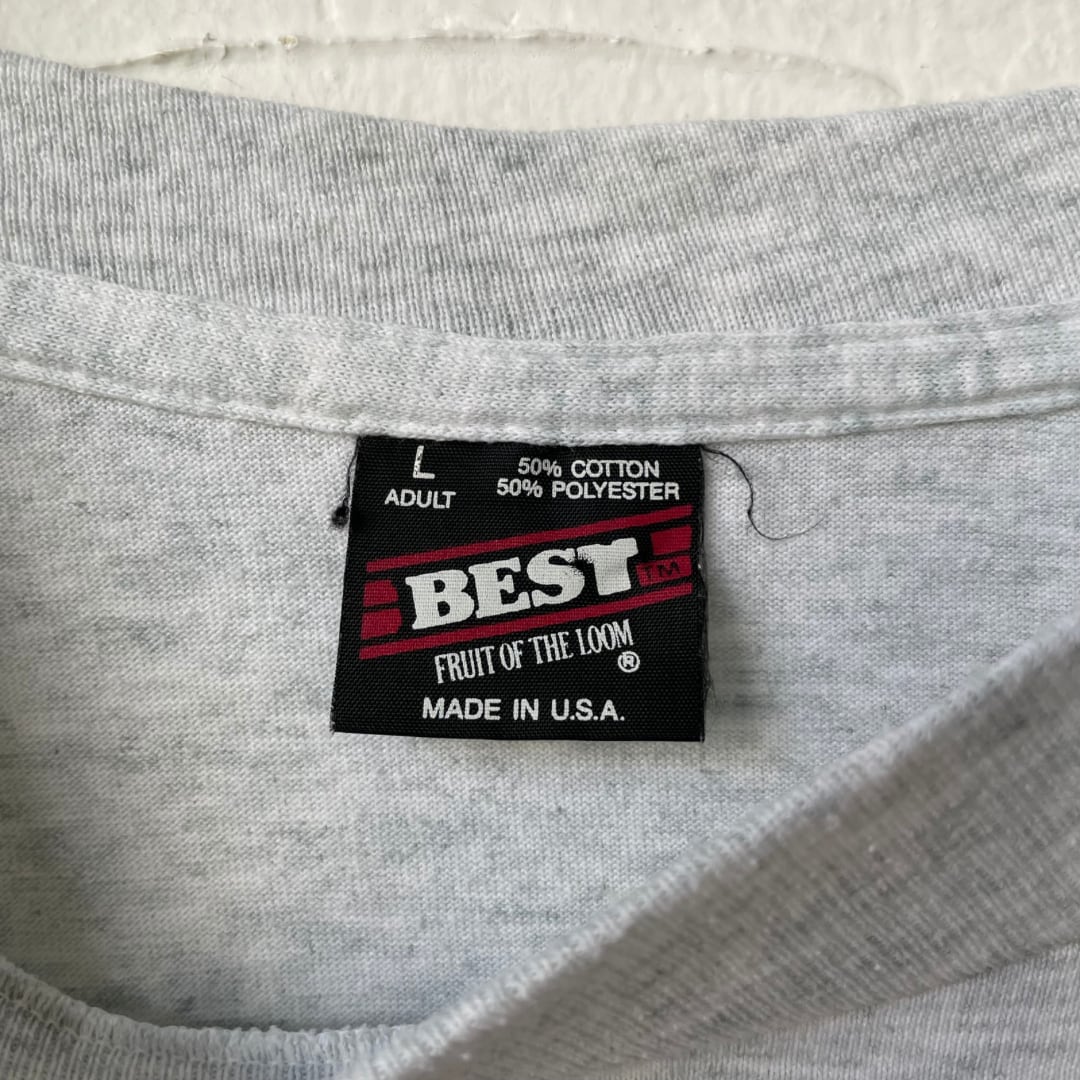 L
ADULT
50% COTTON
50% POLYESTER
BEST TM
FRUIT OF THE LOOM
®
MADE IN U.S.A.